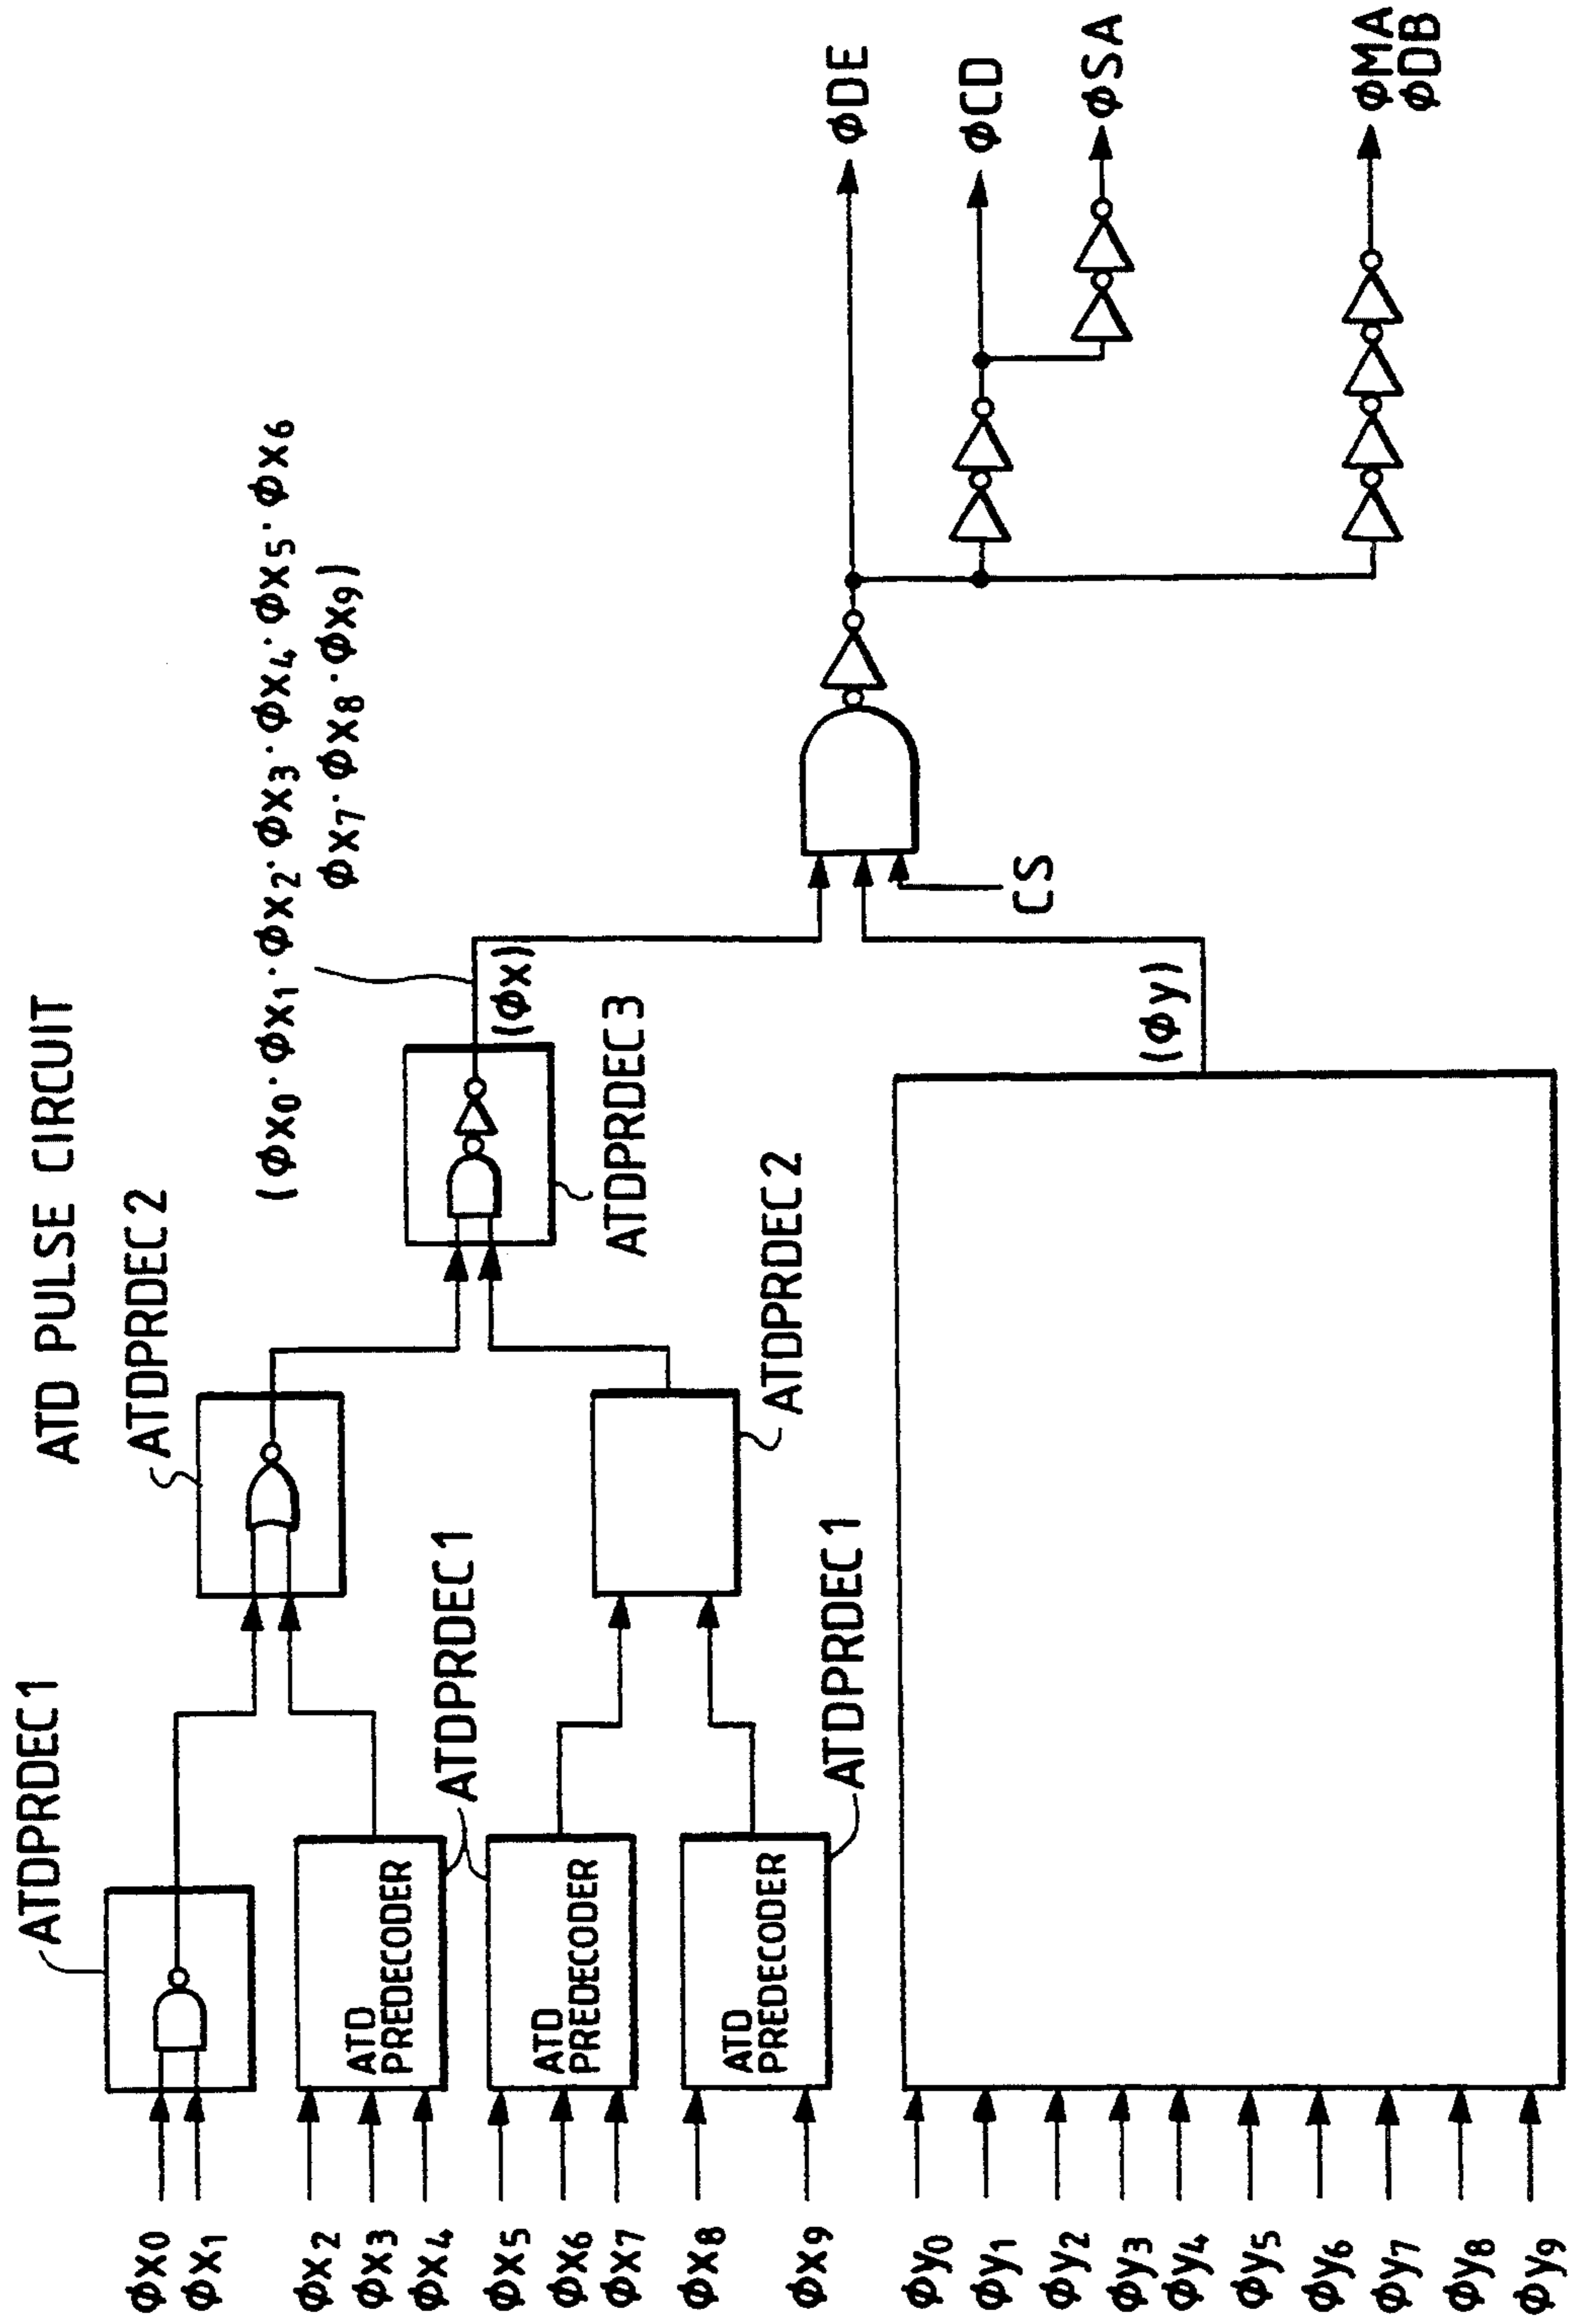 ATD PULSE CIRCUIT
ATDPRDEC1
ATDPRDEC2
(ΦX0·ΦX1·ΦX2·ΦX3·ΦX4·ΦX5·ΦX6
ΦX7·ΦX8·ΦX9)
(ΦX)
ATDPRDEC3
ATDPRDEC1
ATDPRDEC2
ATDPRDEC1
ATD
PREDECODER
ATD
PREDECODER
ATD
PREDECODER
ΦX0
ΦX1
ΦX2
ΦX3
ΦX4
ΦX5
ΦX6
ΦX7
ΦX8
ΦX9
Φy0
Φy1
Φy2
Φy3
Φy4
Φy5
Φy6
Φy7
Φy8
Φy9
(Φy)
CS
ΦDE
ΦCD
ΦSA
ΦMA
ΦDB